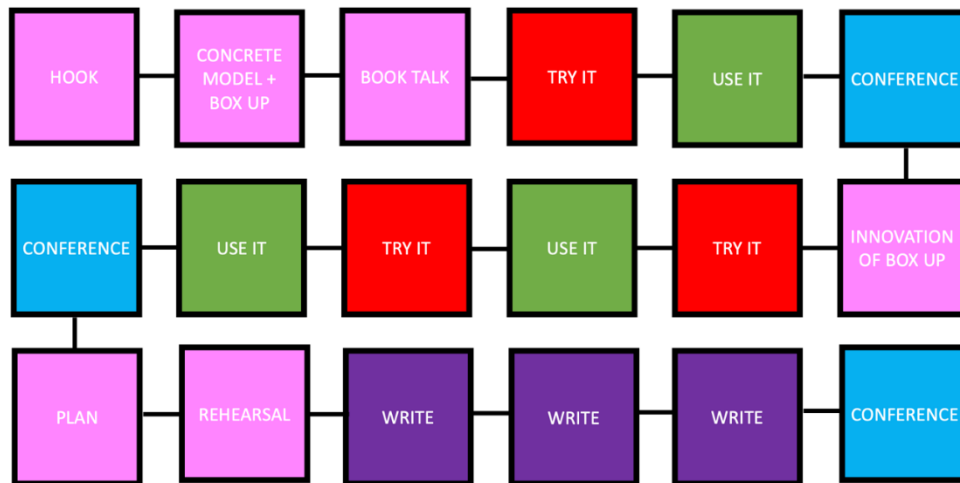 HOOK
CONCRETE
MODEL +
BOX UP
BOOK TALK
TRY IT
USE IT
CONFERENCE
CONFERENCE
USE IT
TRY IT
USE IT
TRY IT
INNOVATION
OF BOX UP
PLAN
REHEARSAL
WRITE
WRITE
WRITE
CONFERENCE